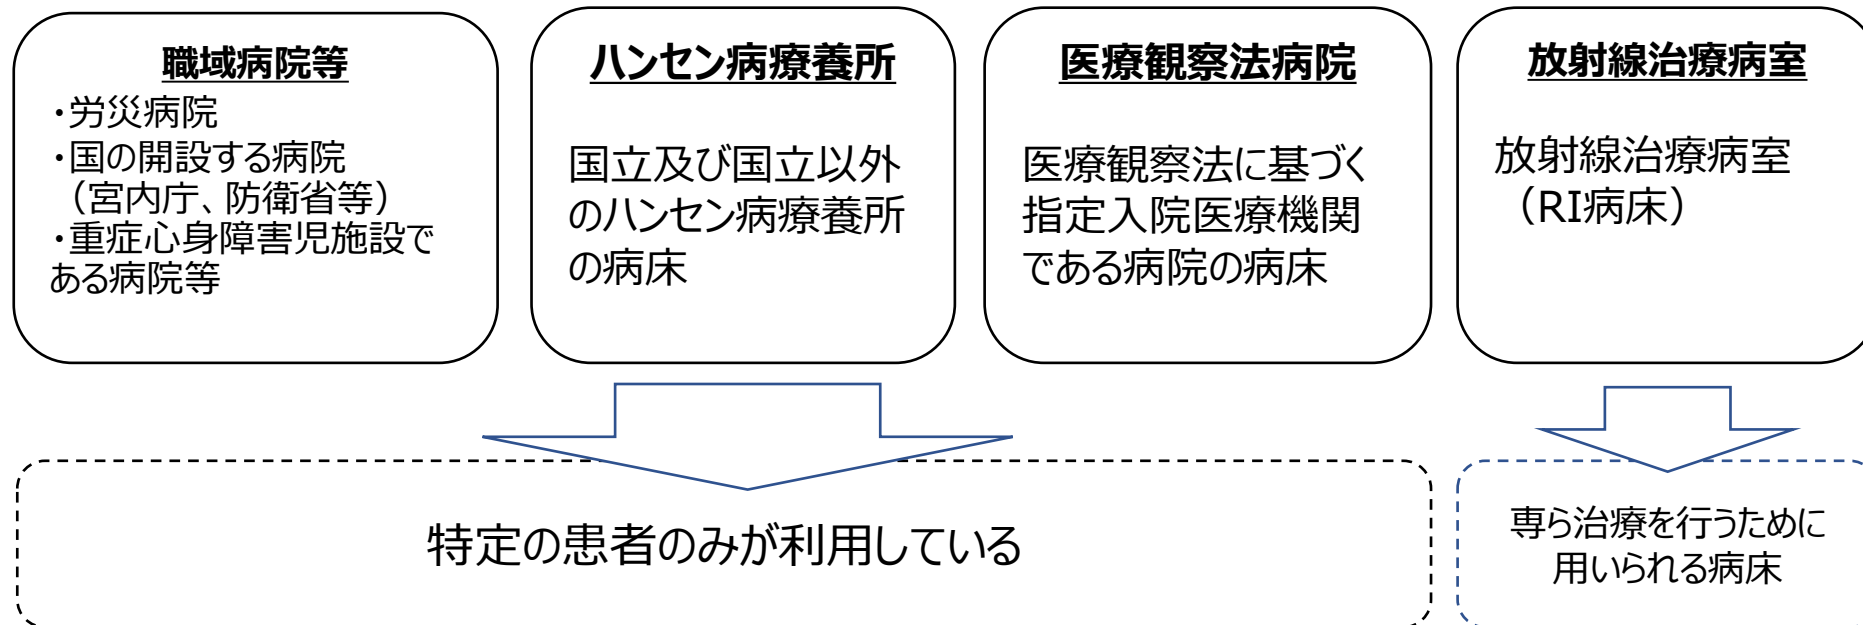 職域病院等
・労災病院
・国の開設する病院
（宮内庁、防衛省等）
・重症心身障害児施設で
ある病院等
ハンセン病療養所
国立及び国立以外
のハンセン病療養所
の病床
医療観察法病院
医療観察法に基づく
指定入院医療機関
である病院の病床
放射線治療病室
放射線治療病室
（RI病床）
特定の患者のみが利用している
専ら治療を行うために
用いられる病床